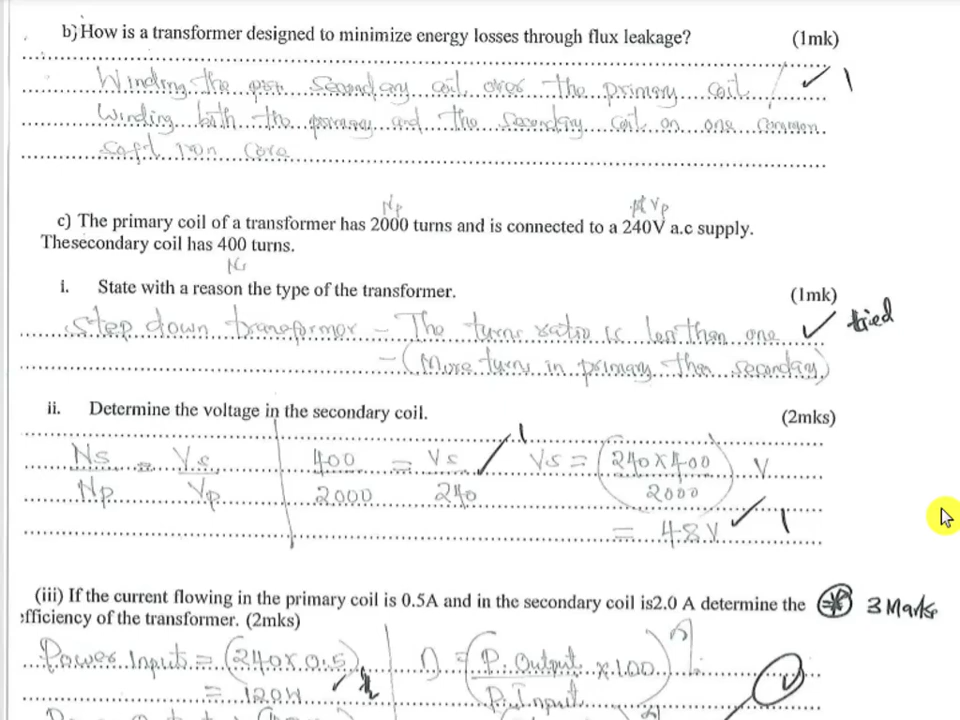 b) How is a transformer designed to minimize energy losses through flux leakage? (1mk)
Winding the Secondary coil over the primary coil / ✓ 1
Winding both the primary and the Secondary coil on one common
soft iron core
Np Vp
c) The primary coil of a transformer has 2000 turns and is connected to a 240V a.c supply.
Thesecondary coil has 400 turns.
i. State with a reason the type of the transformer. (1mk)
step down transformer – The turns ratio is less than one ✓ tried
– (More turns in primary than secondary)
ii. Determine the voltage in the secondary coil. (2mks)
Ns/Np = Vs/Vp | 400/2000 = Vs/240 ✓ 1 Vs = (240 x 400 / 2000) V
= 48V ✓ 1
(iii) If the current flowing in the primary coil is 0.5A and in the secondary coil is2.0 A determine the 3 Marks
efficiency of the transformer. (2mks)
Power Input = (240 x 0.5) | η = (P. Output / P. Input x 100) %
= 120W ✓